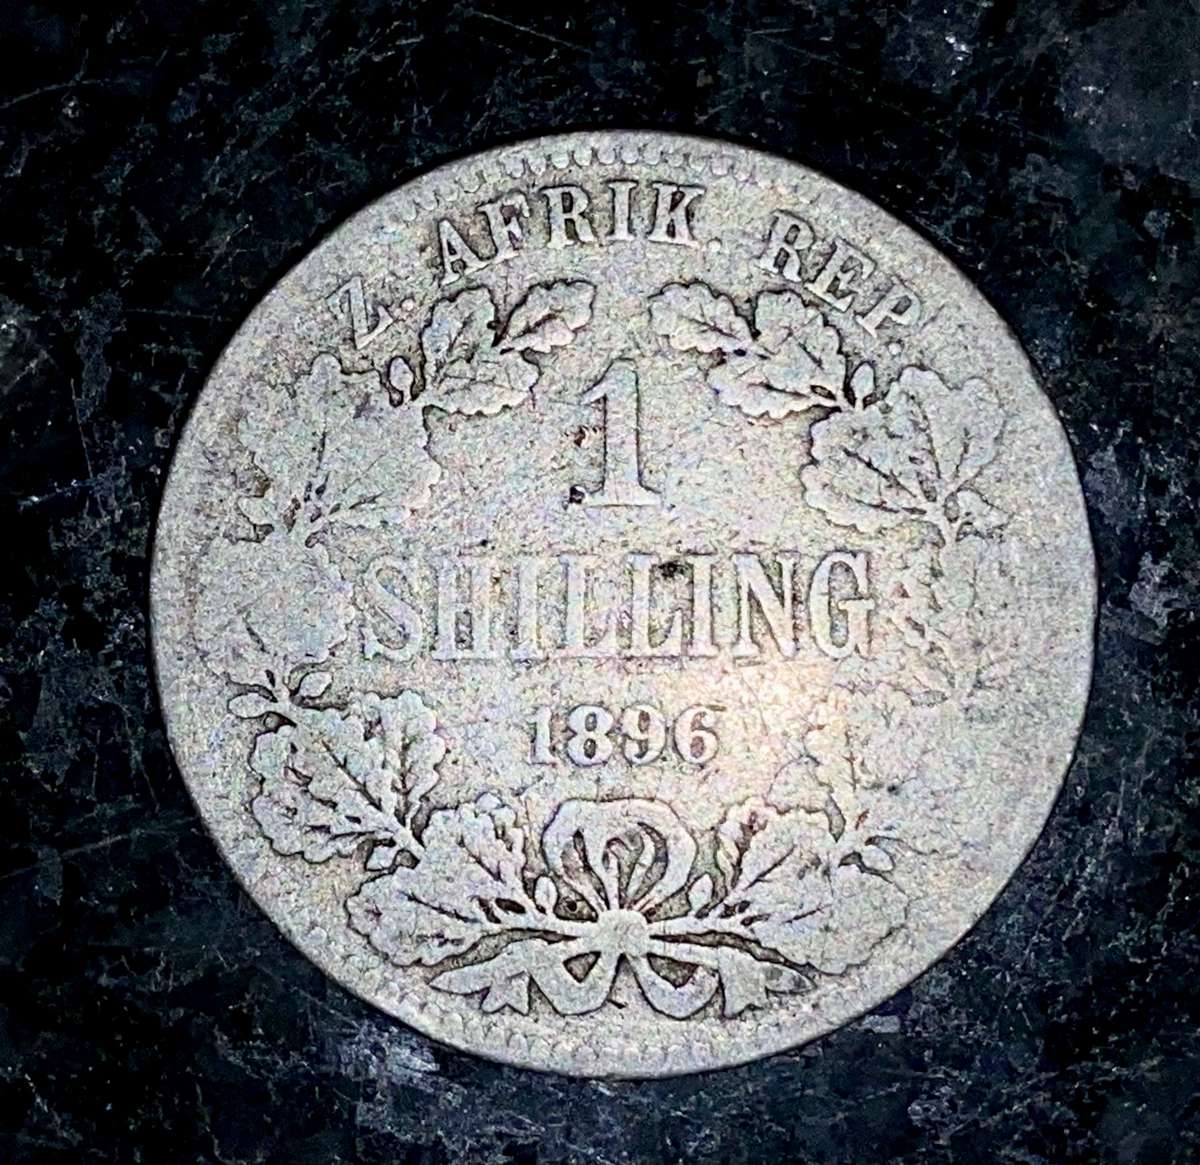 Z. AFRIK. REP.
1
SHILLING
1896